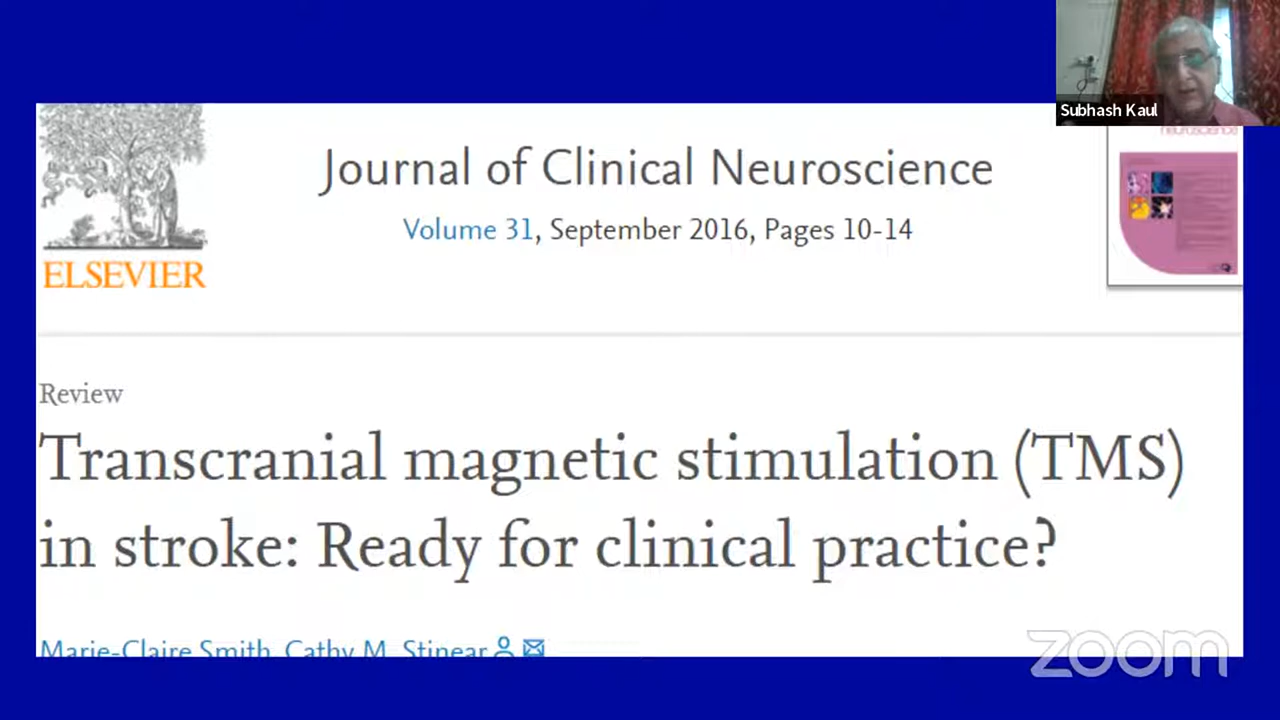 Subhash Kaul
neuroscience
ELSEVIER
Journal of Clinical Neuroscience
Volume 31, September 2016, Pages 10-14
Review
Transcranial magnetic stimulation (TMS)
in stroke: Ready for clinical practice?
Marie-Claire Smith, Cathy M. Stinear
zoom